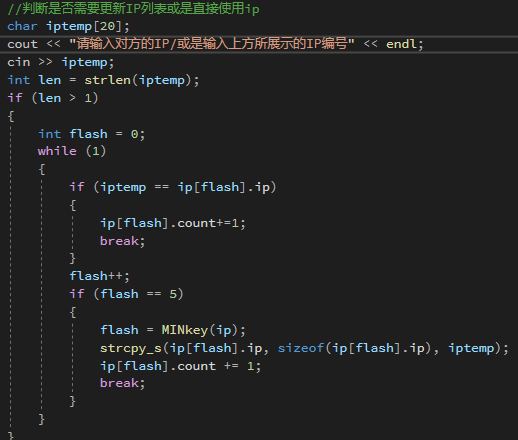 //判断是否需要更新IP列表或是直接使用ip
char iptemp[20];
cout << "请输入对方的IP/或是输入上方所展示的IP编号" << endl;
cin >> iptemp;
int len = strlen(iptemp);
if (len > 1)
{
int flash = 0;
while (1)
{
if (iptemp == ip[flash].ip)
{
ip[flash].count+=1;
break;
}
flash++;
if (flash == 5)
{
flash = MINkey(ip);
strcpy_s(ip[flash].ip, sizeof(ip[flash].ip), iptemp);
ip[flash].count += 1;
break;
}
}
}